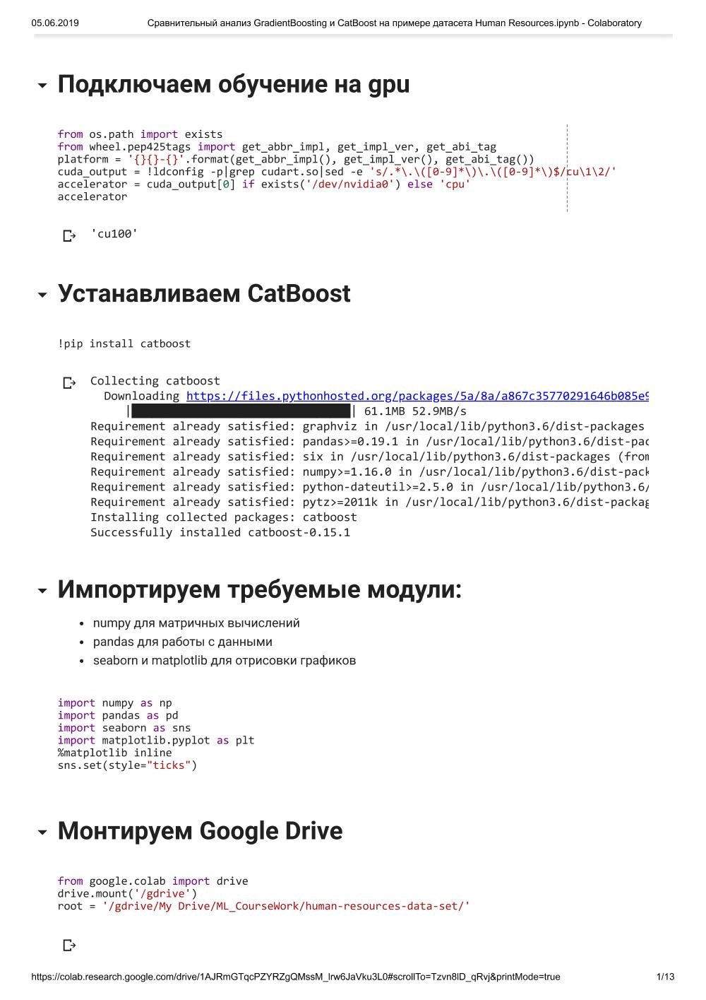 05.06.2019 Сравнительный анализ GradientBoosting и CatBoost на примере датасета Human Resources.ipynb - Colaboratory
Подключаем обучение на gpu
from os.path import exists
from wheel.pep425tags import get_abbr_impl, get_impl_ver, get_abi_tag
platform = '{}{}-{}'.format(get_abbr_impl(), get_impl_ver(), get_abi_tag())
cuda_output = !ldconfig -p|grep cudart.so|sed -e 's/.*\.\([0-9]*\)\.\([0-9]*\)$/cu\1\2/'
accelerator = cuda_output[0] if exists('/dev/nvidia0') else 'cpu'
accelerator
'cu100'
Устанавливаем CatBoost
!pip install catboost
Collecting catboost
Downloading https://files.pythonhosted.org/packages/5a/8a/a867c35770291646b085e9
|████████████████████████████████| 61.1MB 52.9MB/s
Requirement already satisfied: graphviz in /usr/local/lib/python3.6/dist-packages
Requirement already satisfied: pandas>=0.19.1 in /usr/local/lib/python3.6/dist-pac
Requirement already satisfied: six in /usr/local/lib/python3.6/dist-packages (from
Requirement already satisfied: numpy>=1.16.0 in /usr/local/lib/python3.6/dist-pack
Requirement already satisfied: python-dateutil>=2.5.0 in /usr/local/lib/python3.6/
Requirement already satisfied: pytz>=2011k in /usr/local/lib/python3.6/dist-packag
Installing collected packages: catboost
Successfully installed catboost-0.15.1
Импортируем требуемые модули:
• numpy для матричных вычислений
• pandas для работы с данными
• seaborn и matplotlib для отрисовки графиков
import numpy as np
import pandas as pd
import seaborn as sns
import matplotlib.pyplot as plt
%matplotlib inline
sns.set(style="ticks")
Монтируем Google Drive
from google.colab import drive
drive.mount('/gdrive')
root = '/gdrive/My Drive/ML_CourseWork/human-resources-data-set/'
https://colab.research.google.com/drive/1AJRmGTqcPZYRZgQMssM_lrw6JaVku3L0#scrollTo=Tzvn8lD_qRvj&printMode=true 1/13